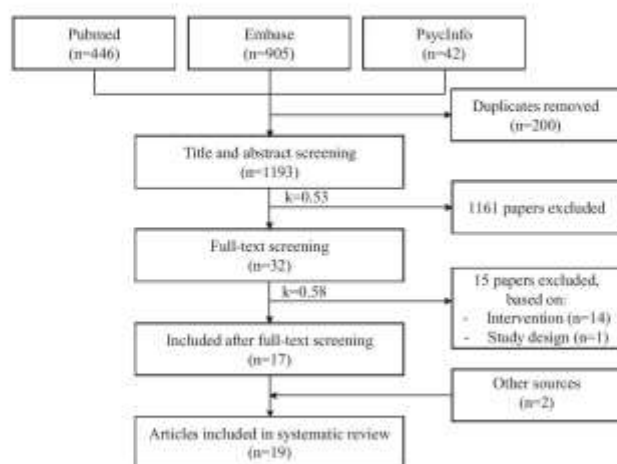 Pubmed
(n=446)
Embase
(n=905)
PsycInfo
(n=42)
Duplicates removed
(n=200)
Title and abstract screening
(n=1193)
k=0.53
1161 papers excluded
Full-text screening
(n=32)
k=0.58
15 papers excluded,
based on:
- Intervention (n=14)
- Study design (n=1)
Included after full-text screening
(n=17)
Other sources
(n=2)
Articles included in systematic review
(n=19)